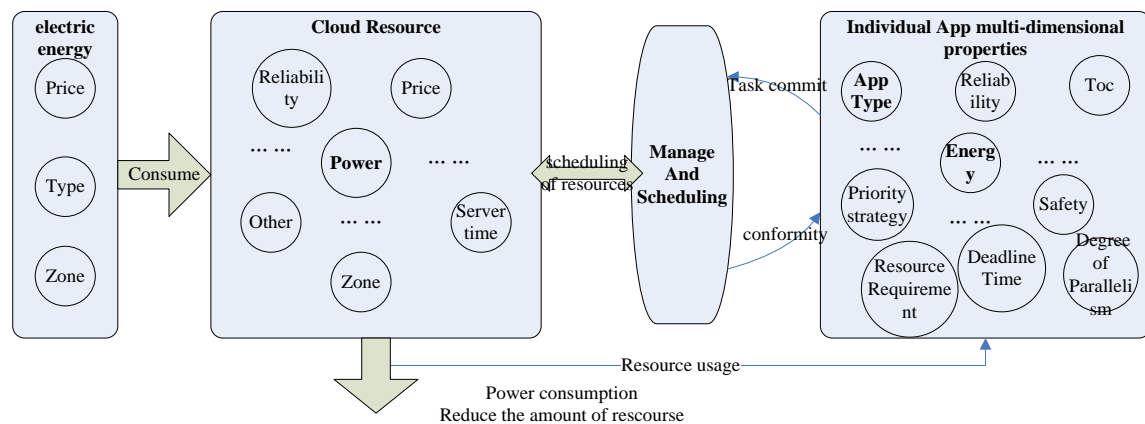 electric
energy
Price
Type
Zone
Consume
Cloud Resource
Reliabili
ty
Price
... ...
Power
... ...
Other
... ...
Server
time
Zone
scheduling
of resources
Manage
And
Scheduling
Task commit
conformity
Individual App multi-dimensional
properties
App
Type
Reliab
ility
Toc
... ...
Energ
y
... ...
Priority
strategy
... ...
Safety
Resource
Requireme
nt
Deadline
Time
Degree of
Paralleli
sm
Resource usage
Power consumption
Reduce the amount of rescourse